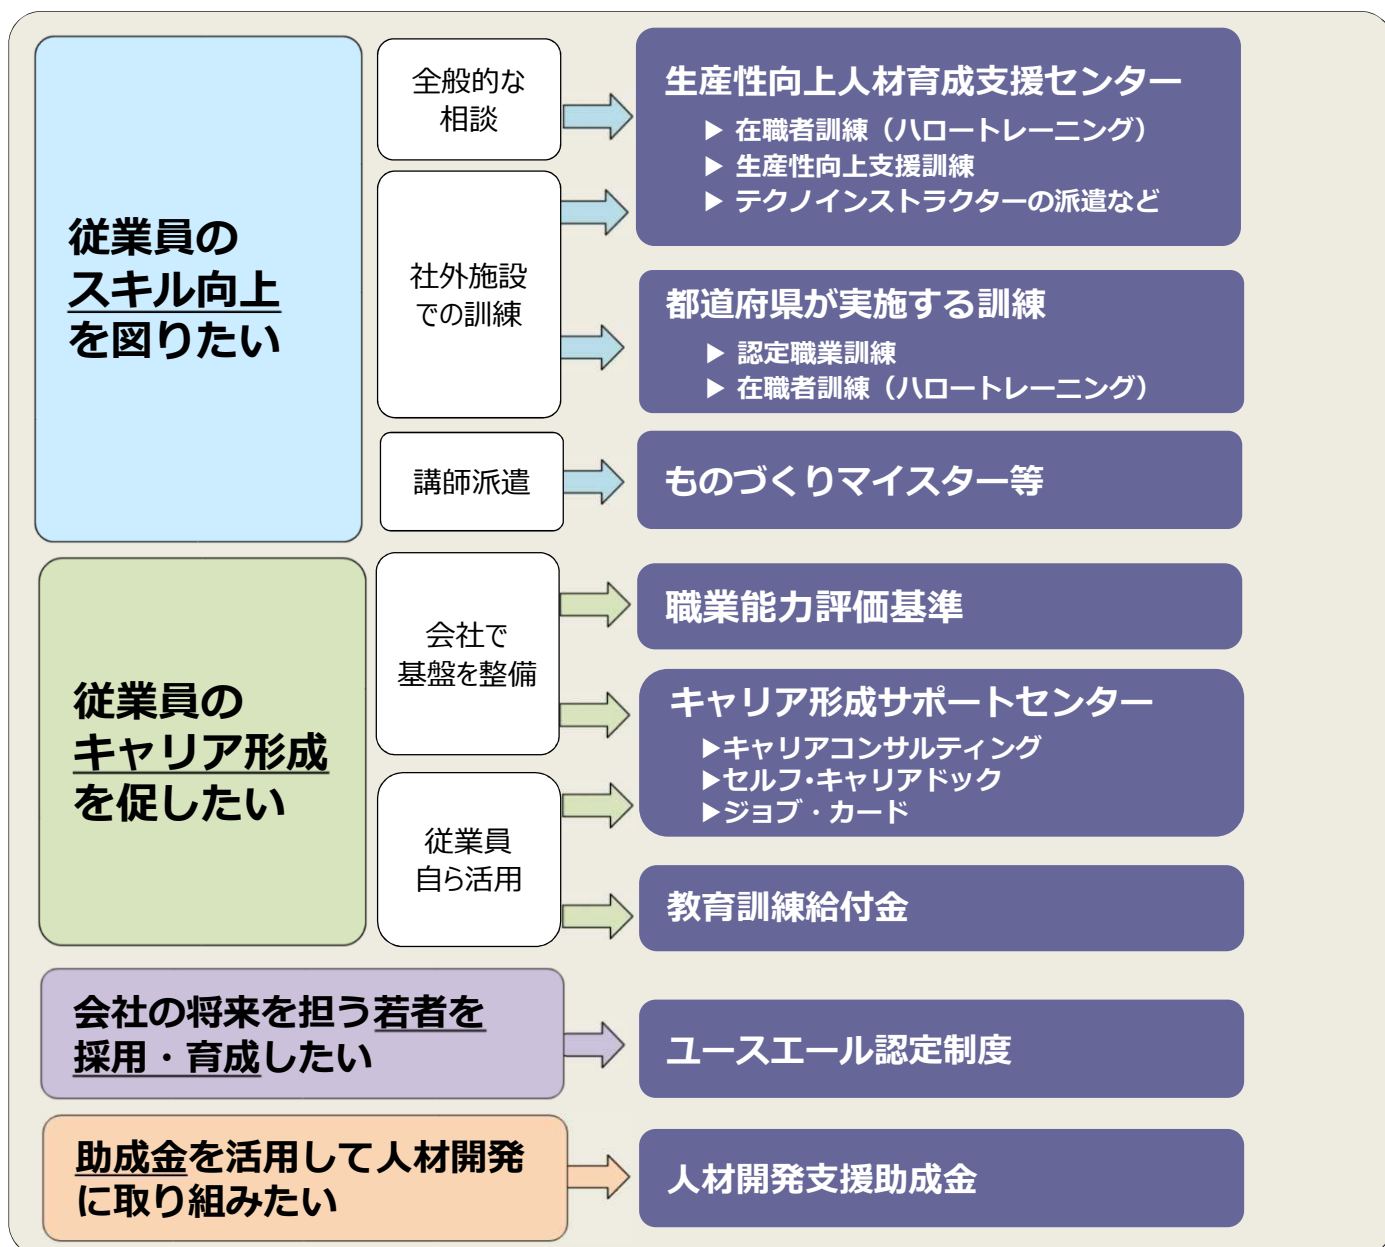 従業員の
スキル向上
を図りたい
全般的な
相談
生産性向上人材育成支援センター
▶ 在職者訓練（ハロートレーニング）
▶ 生産性向上支援訓練
▶ テクノインストラクターの派遣など
社外施設
での訓練
都道府県が実施する訓練
▶ 認定職業訓練
▶ 在職者訓練（ハロートレーニング）
講師派遣
ものづくりマイスター等
従業員の
キャリア形成
を促したい
会社で
基盤を整備
職業能力評価基準
キャリア形成サポートセンター
▶キャリアコンサルティング
▶セルフ・キャリアドック
▶ジョブ・カード
従業員
自ら活用
教育訓練給付金
会社の将来を担う若者を
採用・育成したい
ユースエール認定制度
助成金を活用して人材開発
に取り組みたい
人材開発支援助成金